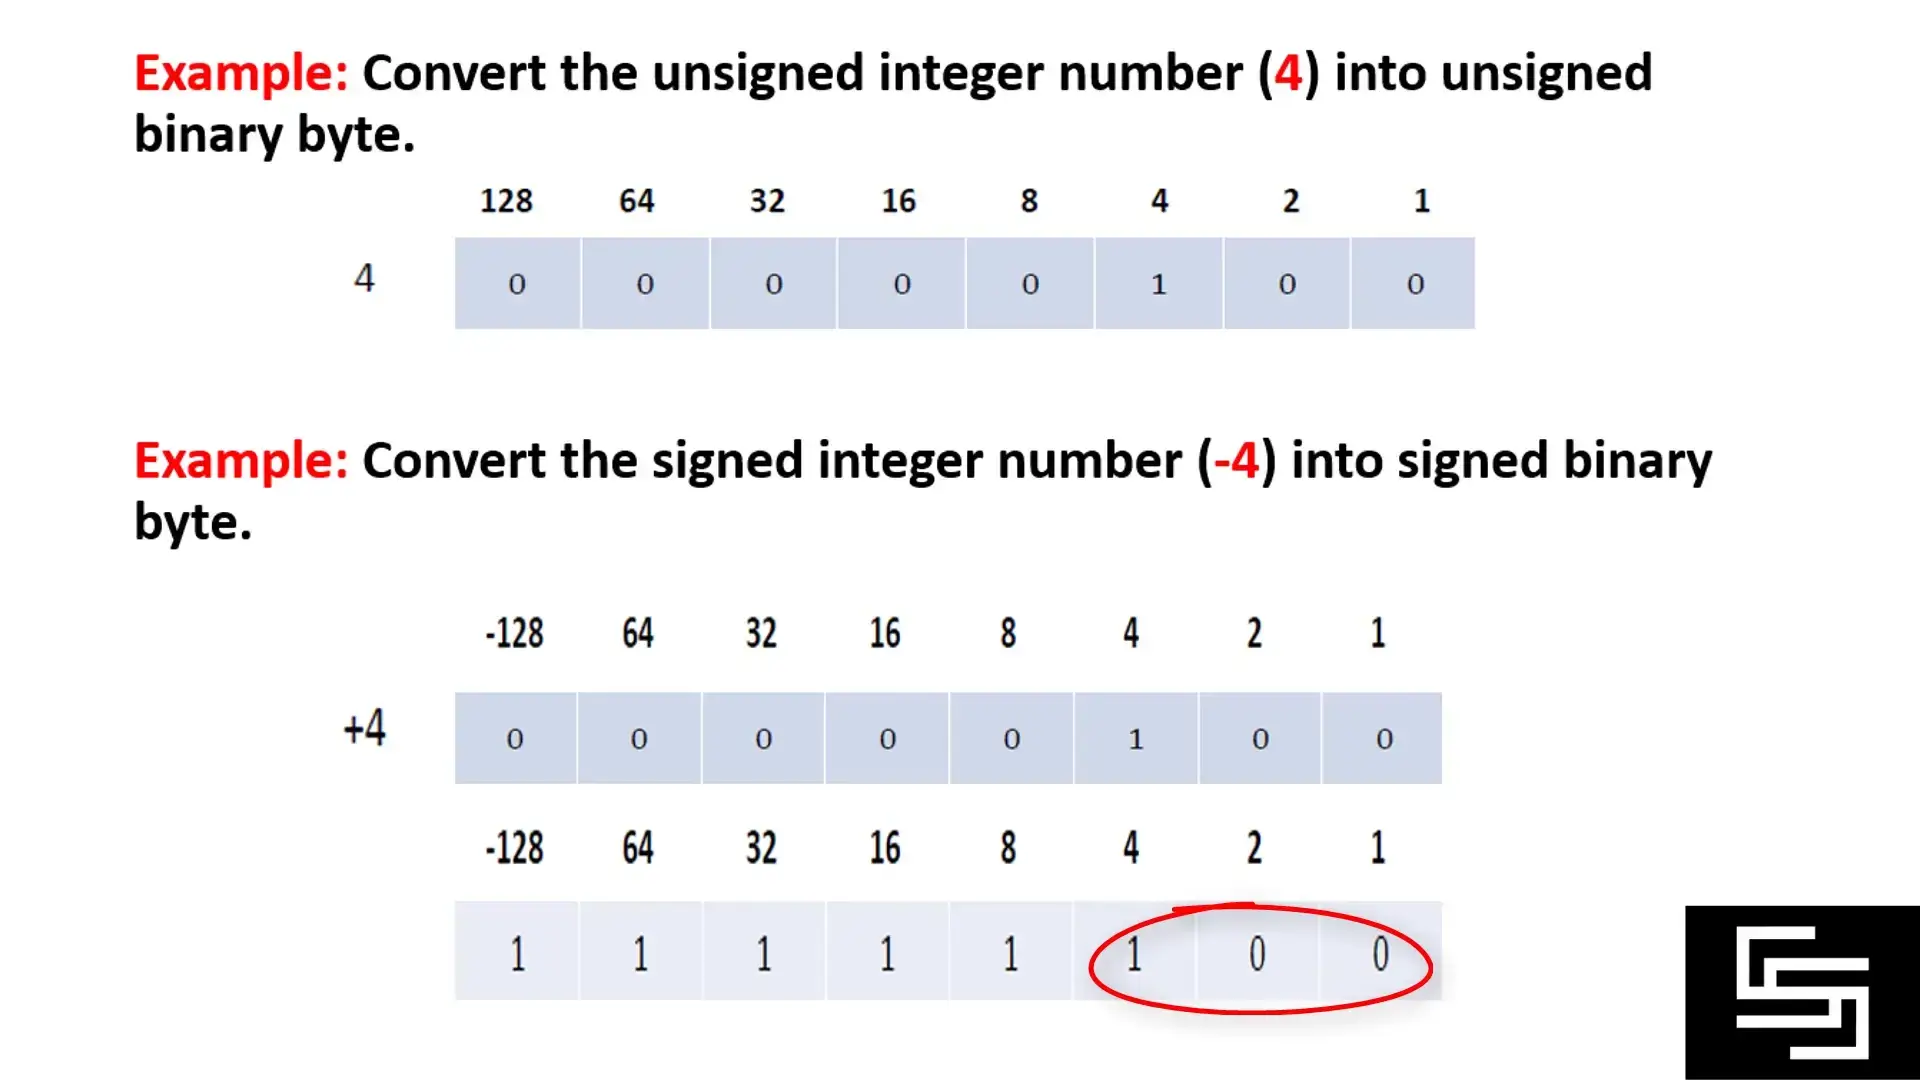 Example: Convert the unsigned integer number (4) into unsigned
binary byte.
128 64 32 16 8 4 2 1
4 0 0 0 0 0 1 0 0
Example: Convert the signed integer number (-4) into signed binary
byte.
-128 64 32 16 8 4 2 1
+4 0 0 0 0 0 1 0 0
-128 64 32 16 8 4 2 1
1 1 1 1 1 1 0 0